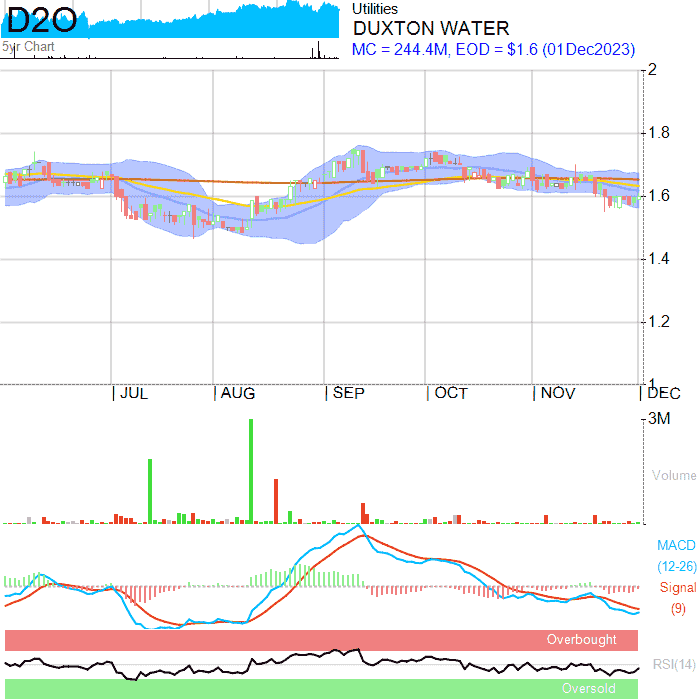 D2O
5yr Chart
Utilities
DUXTON WATER
MC = 244.4M, EOD = $1.6 (01Dec2023)
2
1.8
1.6
1.4
1.2
1
JUL AUG SEP OCT NOV DEC
3M
Volume
MACD
(12-26)
Signal
(9)
Overbought
RSI(14)
Oversold